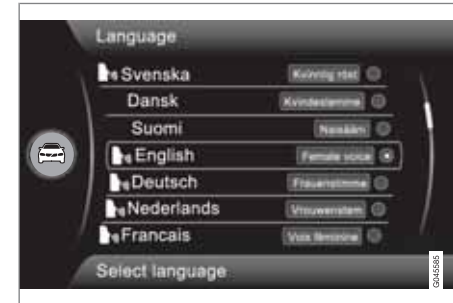 Language
Svenska Kvinnlig röst
Dansk Kvindestemme
Suomi Naisääni
English Female voice
Deutsch Frauenstimme
Nederlands Vrouwenstem
Francais Voix féminine
Select language
G045585